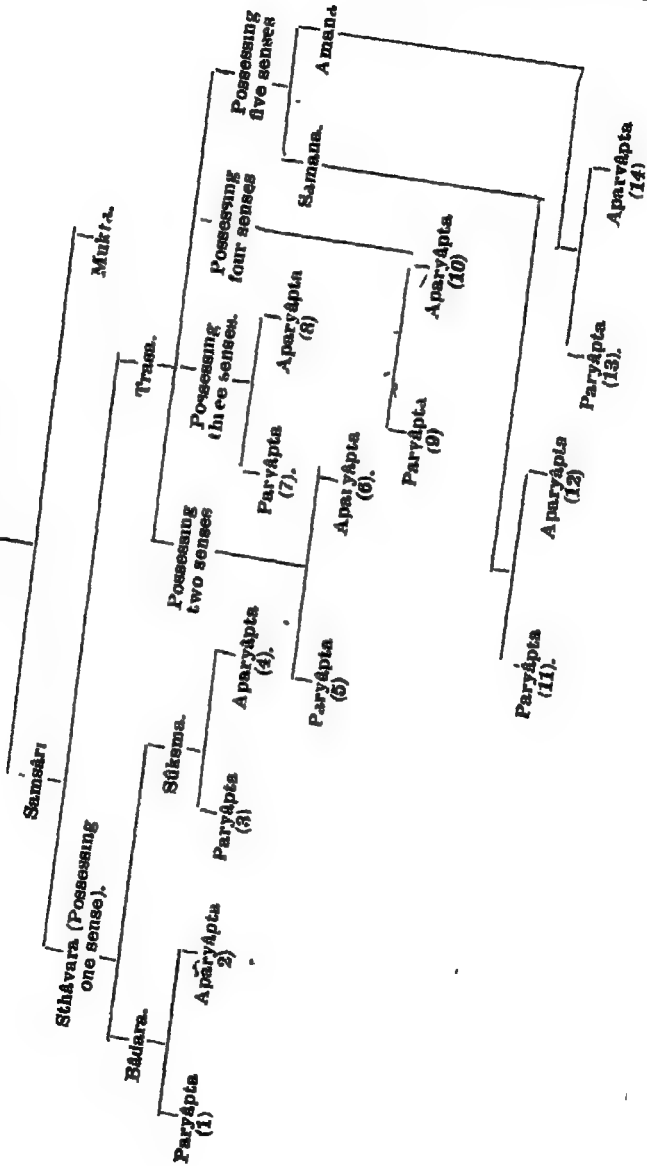 Samsâri
Mukta.
Sthâvara (Possessing
one sense).
Trasa.
Bâdara.
Sûksma.
Possessing
two senses
Possessing
three senses.
Possessing
four senses
Possessing
five senses
Samana.
Amana.
Paryâpta
(1)
Aparyâpta
2)
Paryâpta
(3)
Aparyâpta
(4).
Paryâpta
(5)
Aparyâpta
(6).
Paryâpta
(7).
Aparyâpta
(8)
Paryâpta
(9)
Aparyâpta
(10)
Paryâpta
(11).
Aparyâpta
(12)
Paryâpta
(13).
Aparyâpta
(14)